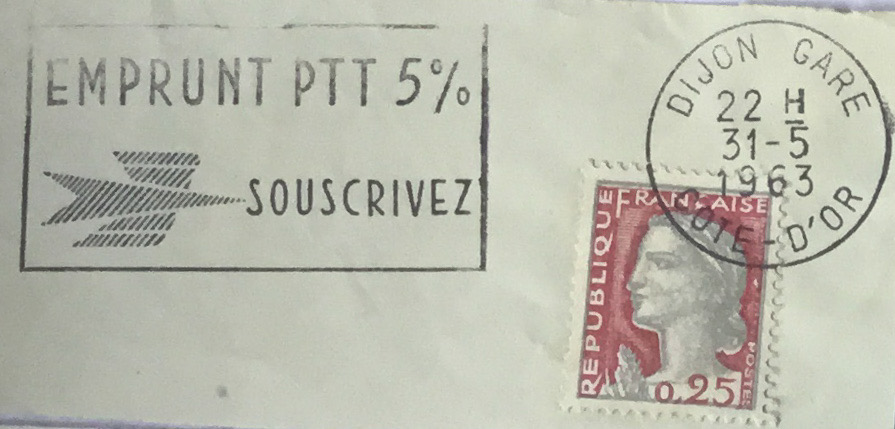 EMPRUNT PTT 5%
SOUSCRIVEZ
DIJON GARE
22 H
31-5
1963
COTE-D'OR
REPUBLIQUE
FRANCAISE
POSTES
0,25